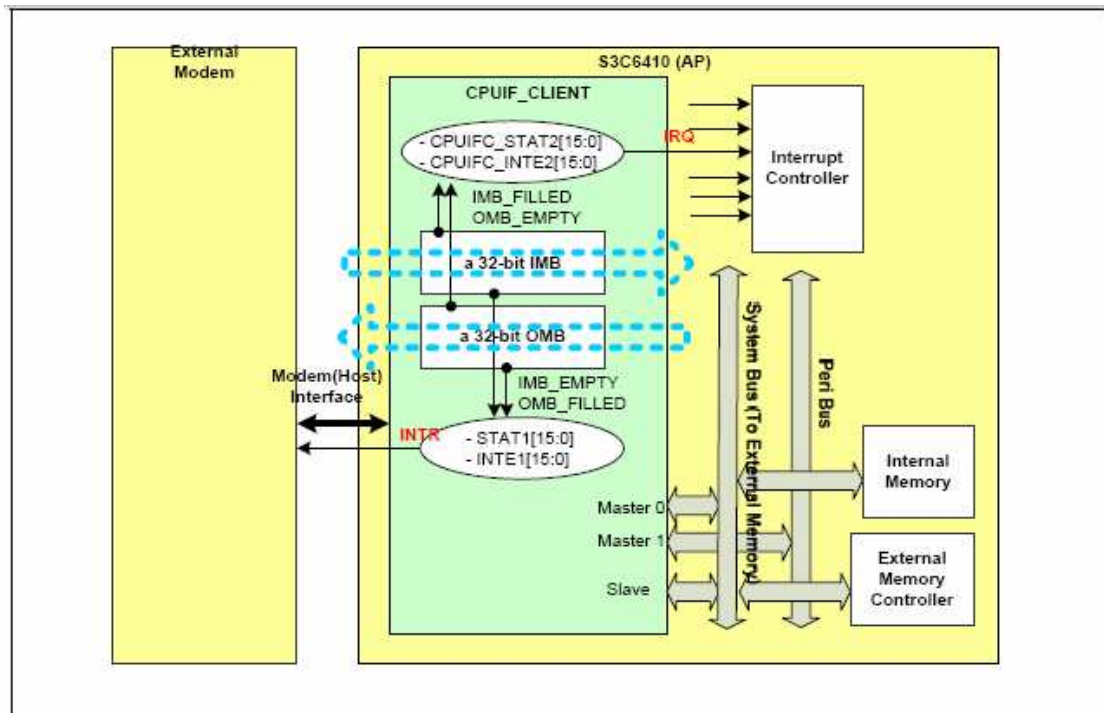 External
Modem
S3C6410 (AP)
CPUIF_CLIENT
- CPUIFC_STAT2[15:0]
- CPUIFC_INTE2[15:0]
IRQ
Interrupt
Controller
IMB_FILLED
OMB_EMPTY
a 32-bit IMB
a 32-bit OMB
System Bus (To External Memory)
Peri Bus
Modem(Host)
Interface
IMB_EMPTY
OMB_FILLED
INTR
- STAT1[15:0]
- INTE1[15:0]
Internal
Memory
Master 0
Master 1
Slave
External
Memory
Controller